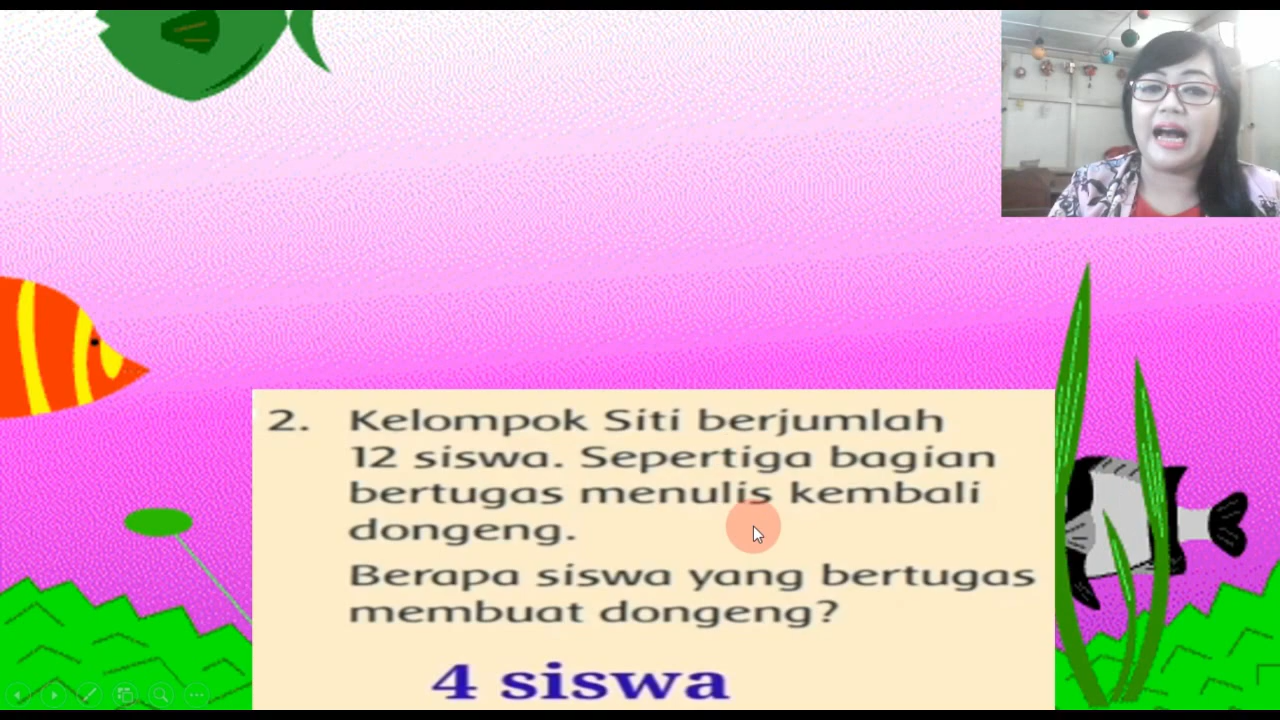 2. Kelompok Siti berjumlah
12 siswa. Sepertiga bagian
bertugas menulis kembali
dongeng.
Berapa siswa yang bertugas
membuat dongeng?
4 siswa